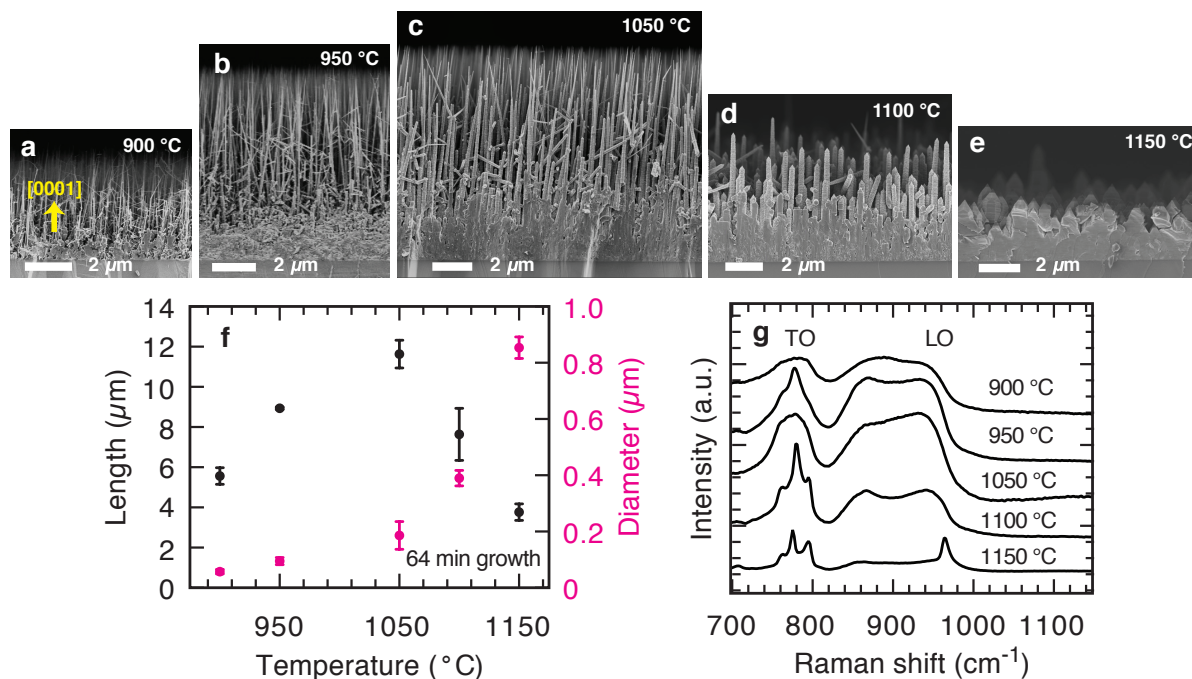 a
900 °C
[0001]
2 µm
b
950 °C
2 µm
c
1050 °C
2 µm
d
1100 °C
2 µm
e
1150 °C
2 µm
f
14
12
10
8
6
4
2
0
Length (µm)
1.0
0.8
0.6
0.4
0.2
0
Diameter (µm)
64 min growth
950
1050
1150
Temperature (°C)
g
TO
LO
900 °C
950 °C
1050 °C
1100 °C
1150 °C
Intensity (a.u.)
700
800
900
1000
1100
Raman shift (cm⁻¹)